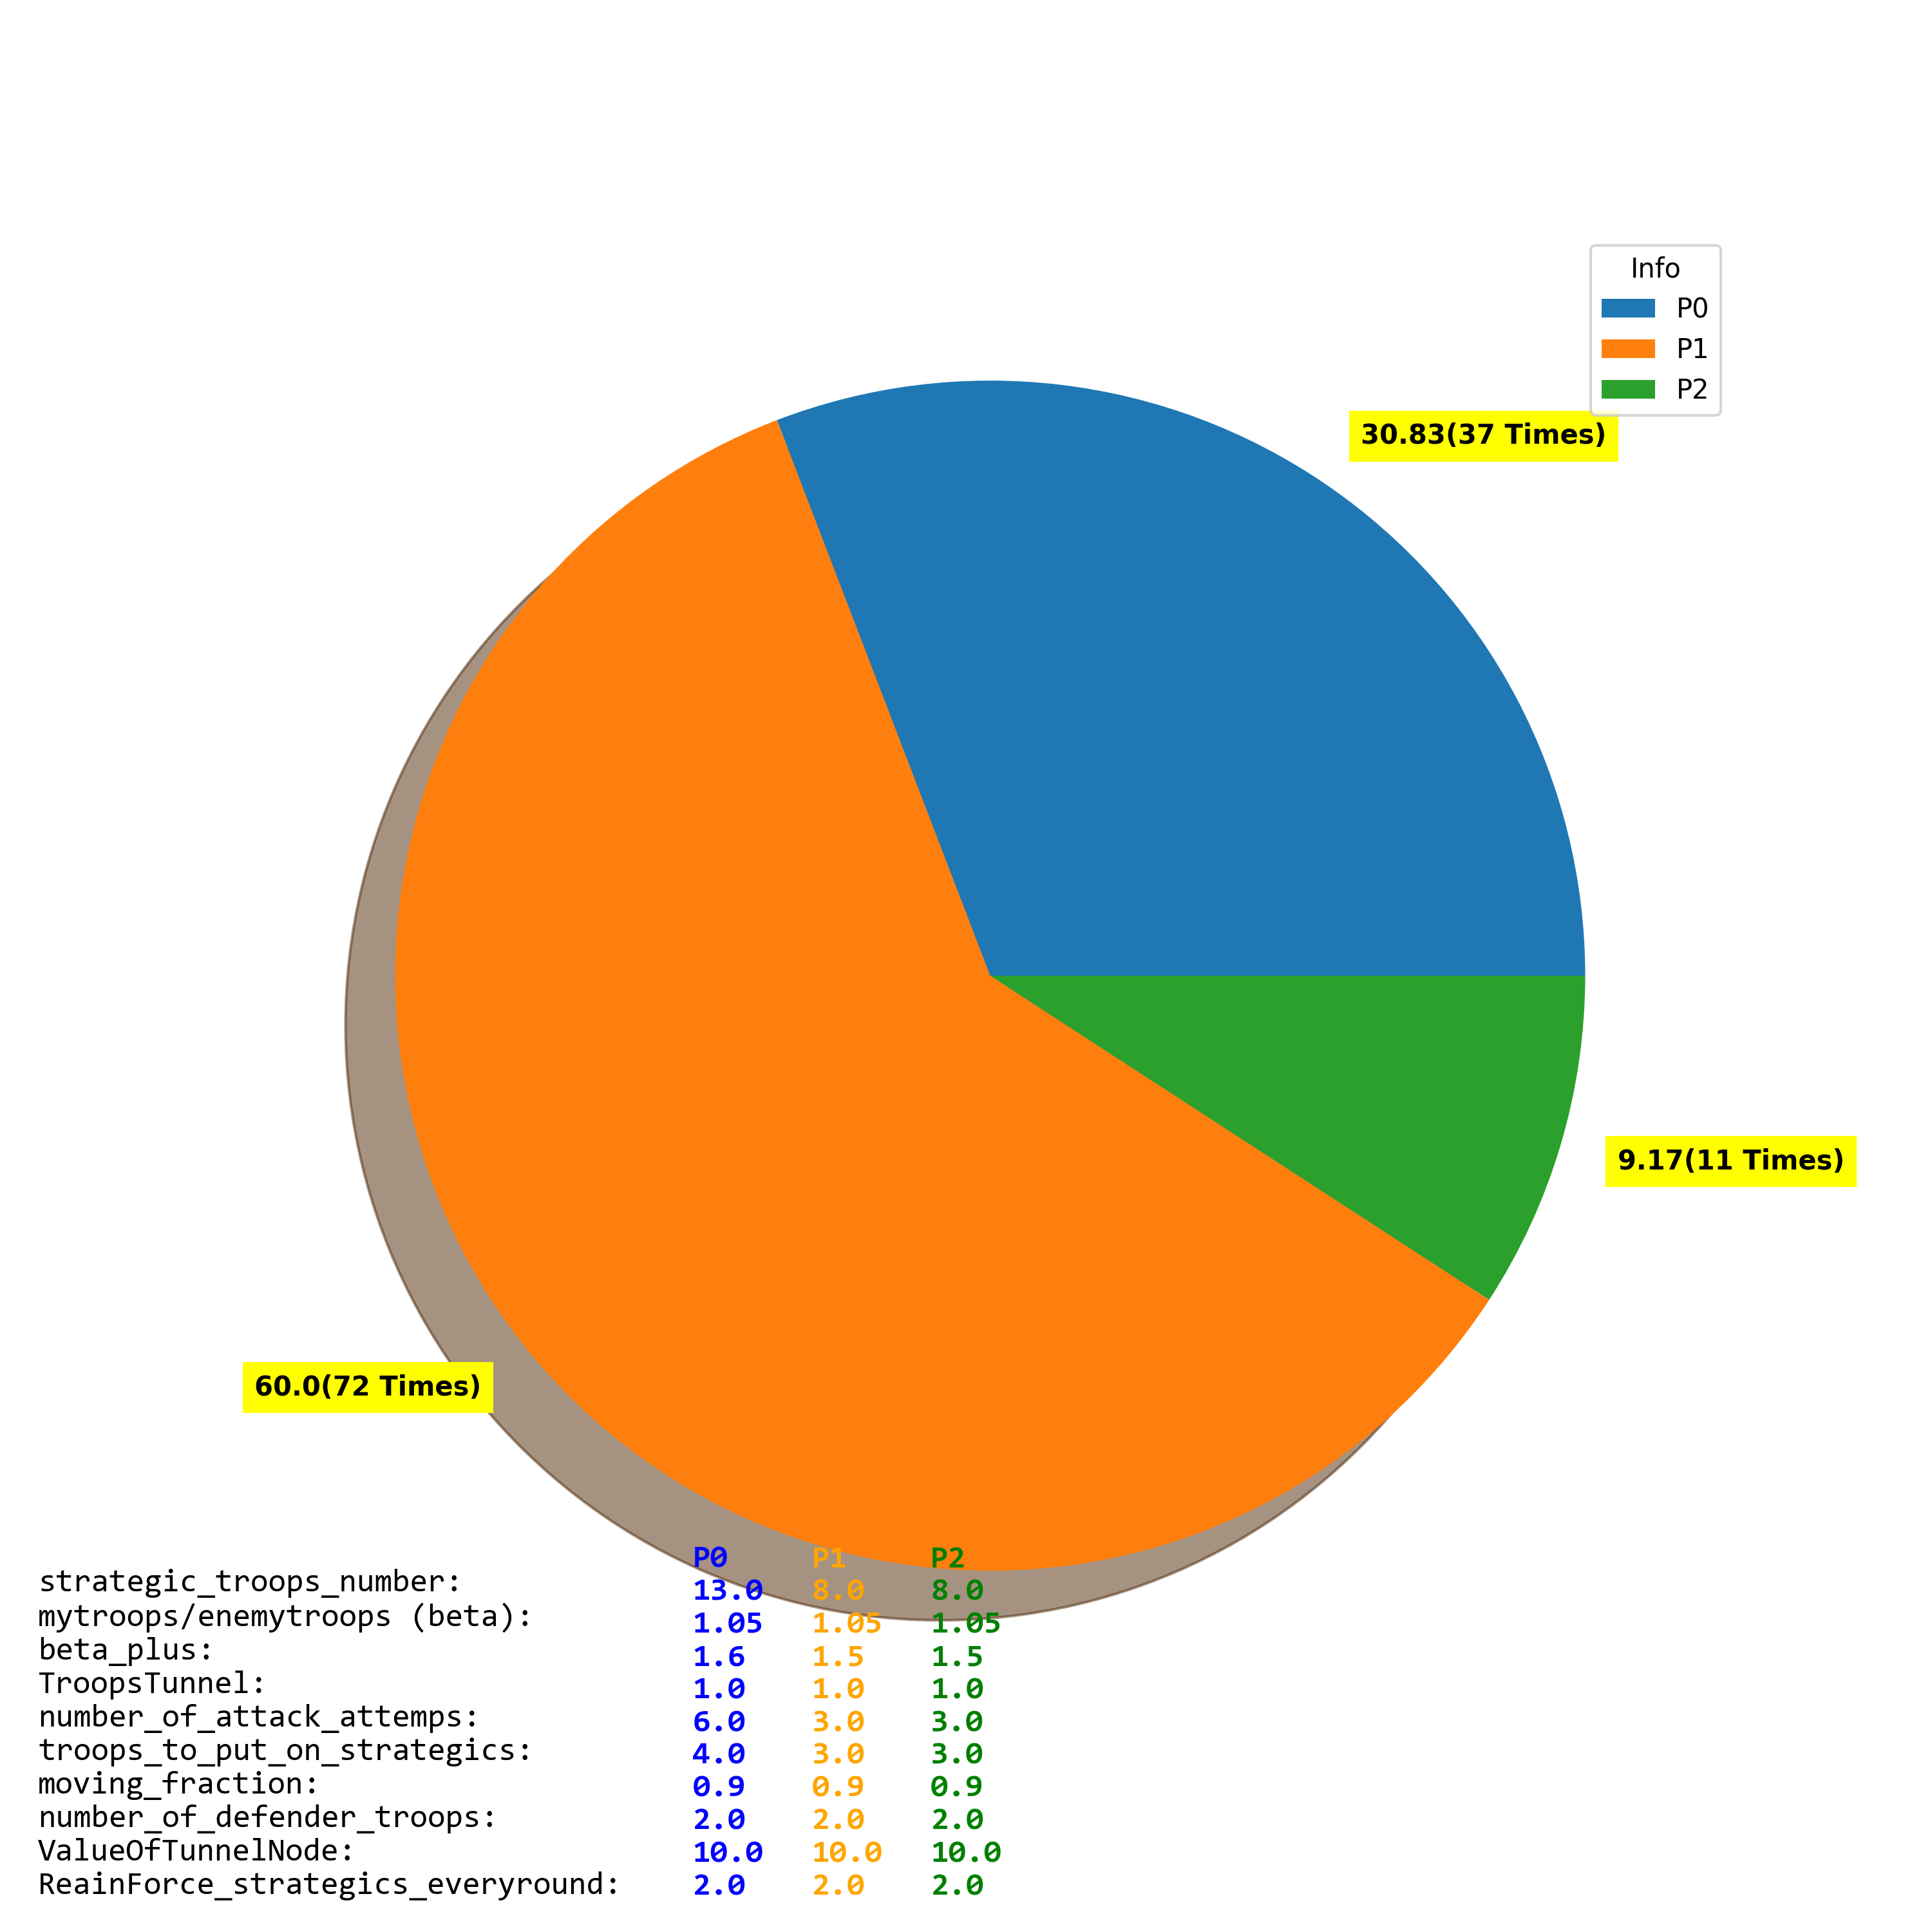 Info
P0
P1
P2
30.83(37 Times)
9.17(11 Times)
60.0(72 Times)
P0 P1 P2
strategic_troops_number: 13.0 8.0 8.0
mytroops/enemytroops (beta): 1.05 1.05 1.05
beta_plus: 1.6 1.5 1.5
TroopsTunnel: 1.0 1.0 1.0
number_of_attack_attemps: 6.0 3.0 3.0
troops_to_put_on_strategics: 4.0 3.0 3.0
moving_fraction: 0.9 0.9 0.9
number_of_defender_troops: 2.0 2.0 2.0
ValueOfTunnelNode: 10.0 10.0 10.0
ReainForce_strategics_everyround: 2.0 2.0 2.0